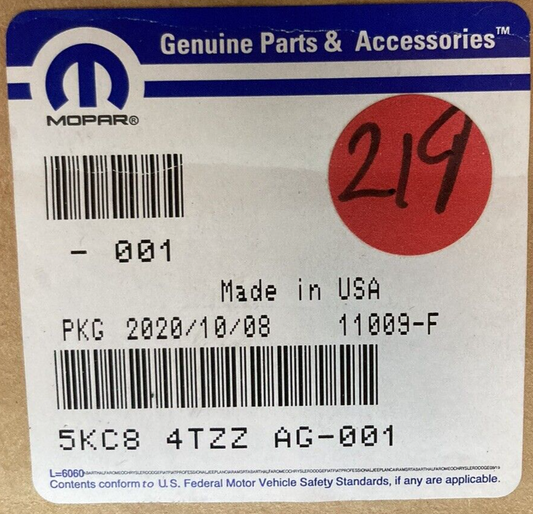 Genuine Parts & Accessories™
MOPAR®
219
- 001
Made in USA
PKG 2020/10/08 11009-F
5KC8 4TZZ AG-001
L=6060
Contents conform to U.S. Federal Motor Vehicle Safety Standards, if any are applicable.